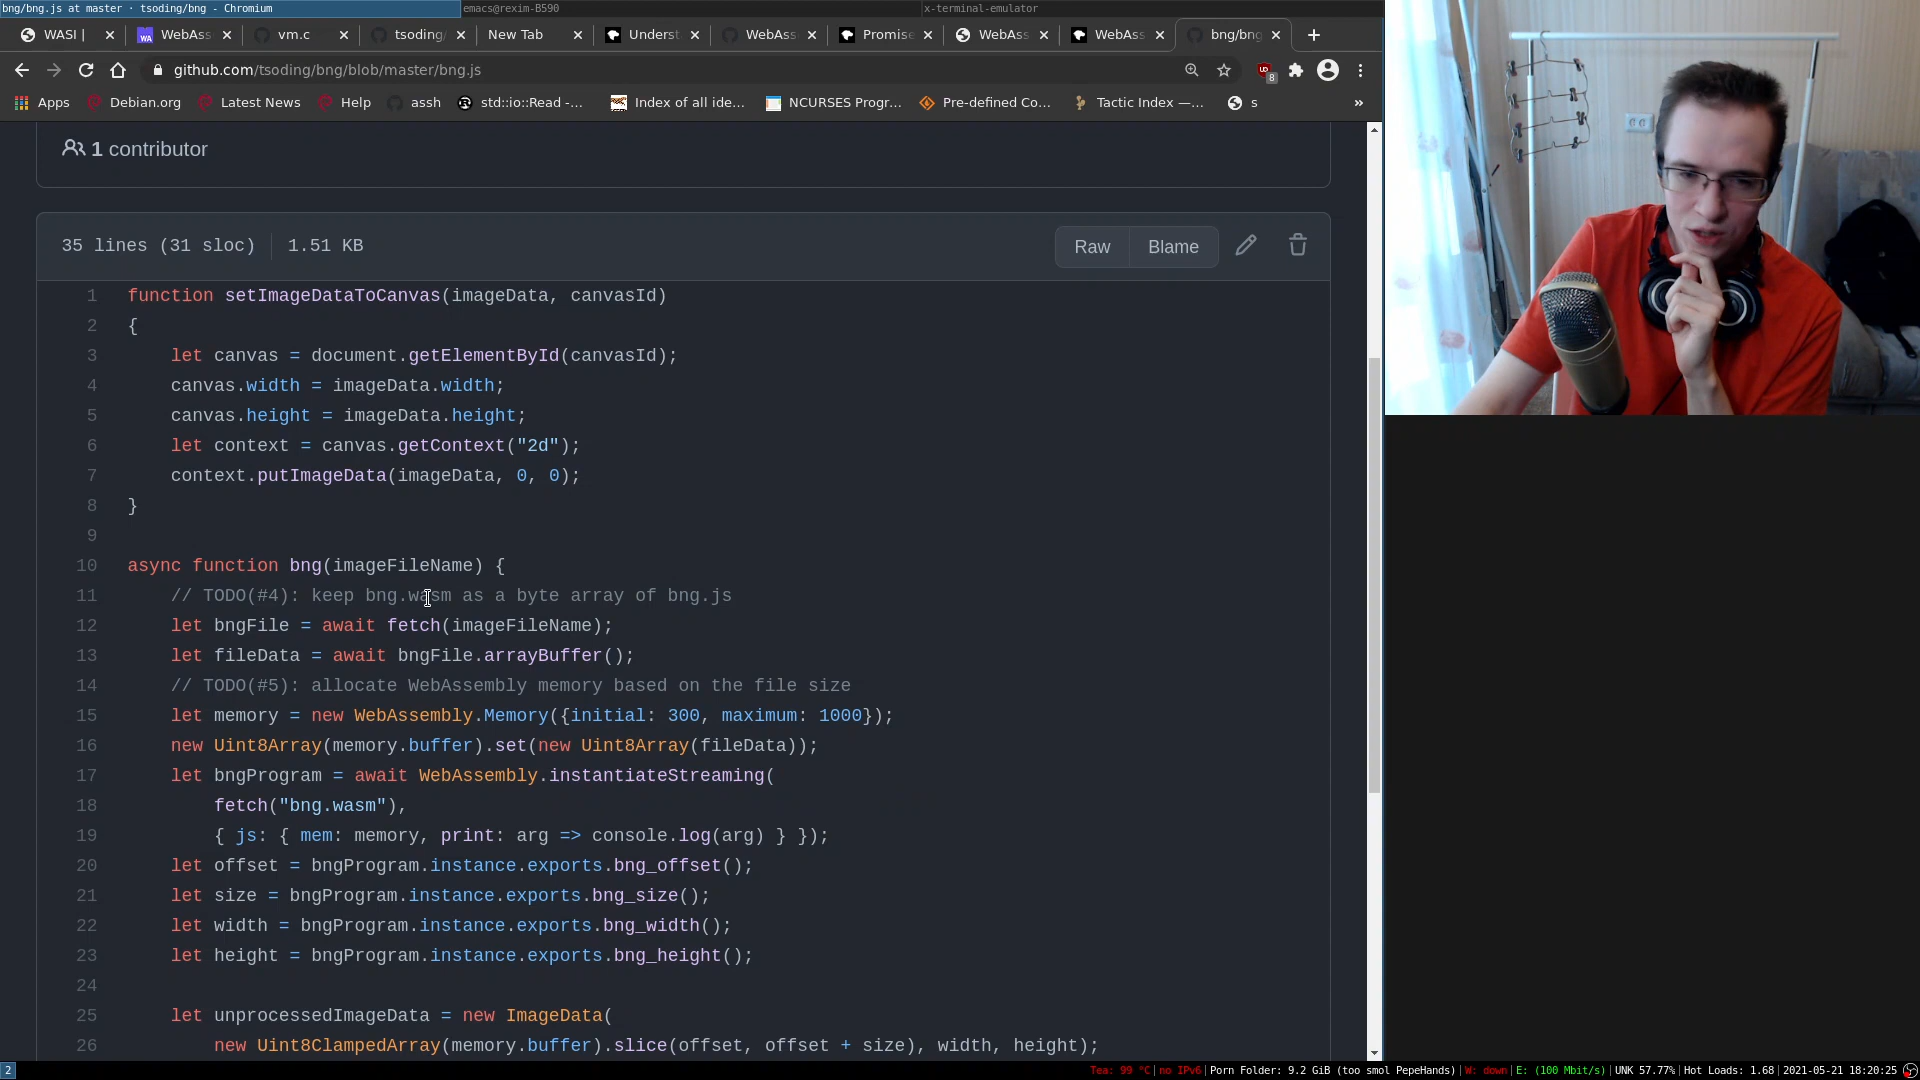 bng/bng.js at master · tsoding/bng - Chromium
emacs@rexim-B590
x-terminal-emulator
WASI |
WebAss
vm.c
tsoding/
New Tab
Underst
WebAss
Promise
WebAss
WebAss
bng/bng
github.com/tsoding/bng/blob/master/bng.js
8
Apps
Debian.org
Latest News
Help
assh
std::io::Read -...
Index of all ide...
NCURSES Progr...
Pre-defined Co...
Tactic Index —...
s
»
1 contributor
35 lines (31 sloc) 1.51 KB
Raw
Blame
1 function setImageDataToCanvas(imageData, canvasId)
2 {
3 let canvas = document.getElementById(canvasId);
4 canvas.width = imageData.width;
5 canvas.height = imageData.height;
6 let context = canvas.getContext("2d");
7 context.putImageData(imageData, 0, 0);
8 }
9
10 async function bng(imageFileName) {
11 // TODO(#4): keep bng.wasm as a byte array of bng.js
12 let bngFile = await fetch(imageFileName);
13 let fileData = await bngFile.arrayBuffer();
14 // TODO(#5): allocate WebAssembly memory based on the file size
15 let memory = new WebAssembly.Memory({initial: 300, maximum: 1000});
16 new Uint8Array(memory.buffer).set(new Uint8Array(fileData));
17 let bngProgram = await WebAssembly.instantiateStreaming(
18 fetch("bng.wasm"),
19 { js: { mem: memory, print: arg => console.log(arg) } });
20 let offset = bngProgram.instance.exports.bng_offset();
21 let size = bngProgram.instance.exports.bng_size();
22 let width = bngProgram.instance.exports.bng_width();
23 let height = bngProgram.instance.exports.bng_height();
24
25 let unprocessedImageData = new ImageData(
26 new Uint8ClampedArray(memory.buffer).slice(offset, offset + size), width, height);
2
Tea: 99 °C|no IPv6|Porn Folder: 9.2 GiB (too smol PepeHands)|W: down|E: (100 Mbit/s)|UNK 57.77%|Hot Loads: 1.68|2021-05-21 18:20:25